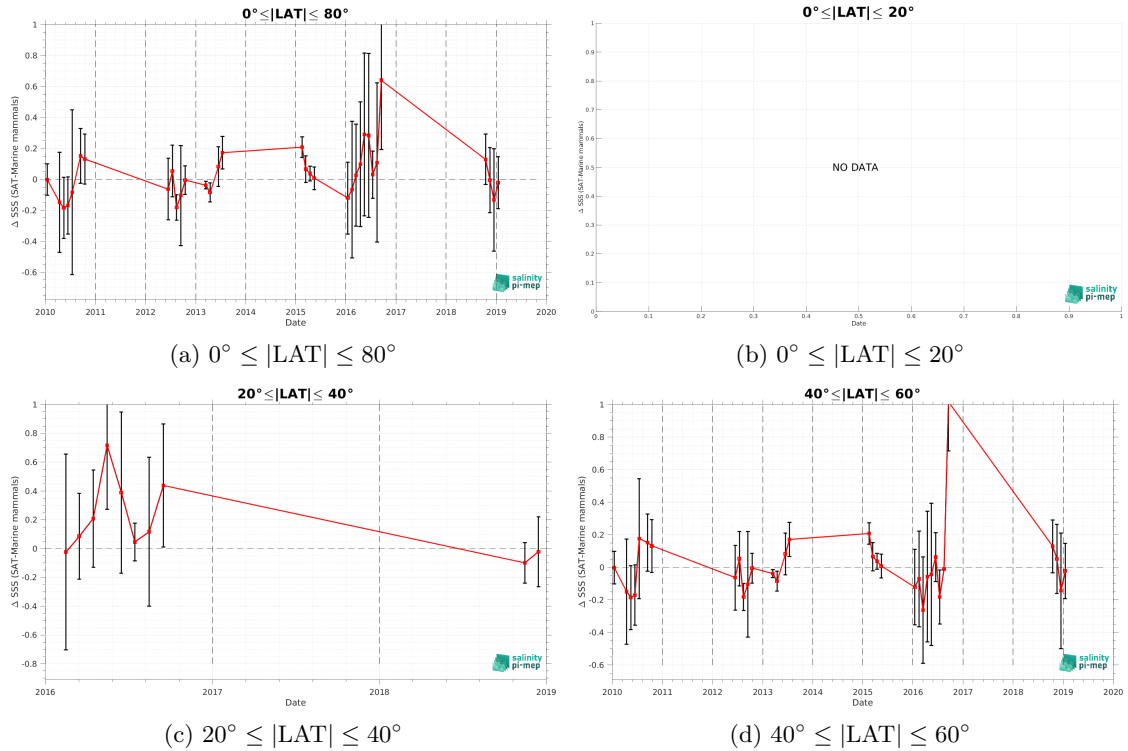 0°≤|LAT|≤ 80°
Δ SSS (SAT-Marine mammals)
1
0.8
0.6
0.4
0.2
0
-0.2
-0.4
-0.6
2010 2011 2012 2013 2014 2015 2016 2017 2018 2019 2020
Date
salinity
pi-mep
(a) 0° ≤ |LAT| ≤ 80°
0°≤|LAT|≤ 20°
Δ SSS (SAT-Marine mammals)
1
0.9
0.8
0.7
0.6
0.5
0.4
0.3
0.2
0.1
0
NO DATA
0 0.1 0.2 0.3 0.4 0.5 0.6 0.7 0.8 0.9 1
Date
salinity
pi-mep
(b) 0° ≤ |LAT| ≤ 20°
20°≤|LAT|≤ 40°
Δ SSS (SAT-Marine mammals)
1
0.8
0.6
0.4
0.2
0
-0.2
-0.4
-0.6
-0.8
2016 2017 2018 2019
Date
salinity
pi-mep
(c) 20° ≤ |LAT| ≤ 40°
40°≤|LAT|≤ 60°
Δ SSS (SAT-Marine mammals)
1
0.8
0.6
0.4
0.2
0
-0.2
-0.4
-0.6
2010 2011 2012 2013 2014 2015 2016 2017 2018 2019 2020
Date
salinity
pi-mep
(d) 40° ≤ |LAT| ≤ 60°